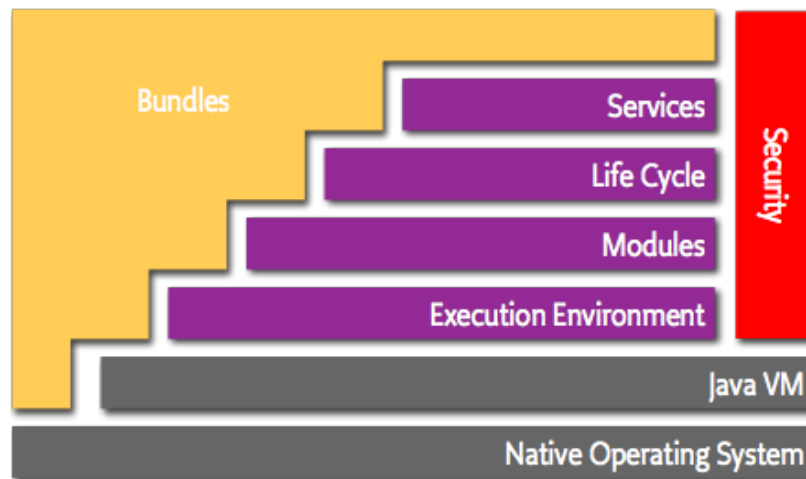 Bundles
Services
Life Cycle
Modules
Execution Environment
Security
Java VM
Native Operating System